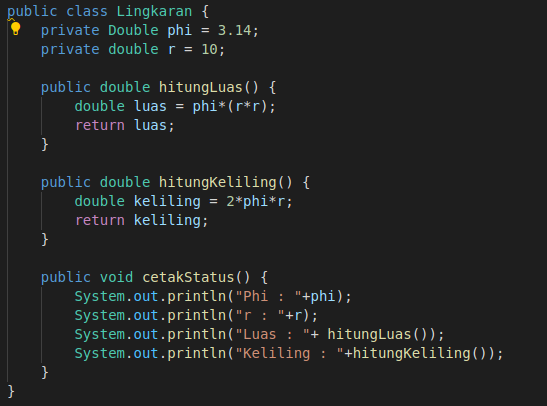 public class Lingkaran {
private Double phi = 3.14;
private double r = 10;
public double hitungLuas() {
double luas = phi*(r*r);
return luas;
}
public double hitungKeliling() {
double keliling = 2*phi*r;
return keliling;
}
public void cetakStatus() {
System.out.println("Phi : "+phi);
System.out.println("r : "+r);
System.out.println("Luas : "+ hitungLuas());
System.out.println("Keliling : "+hitungKeliling());
}
}